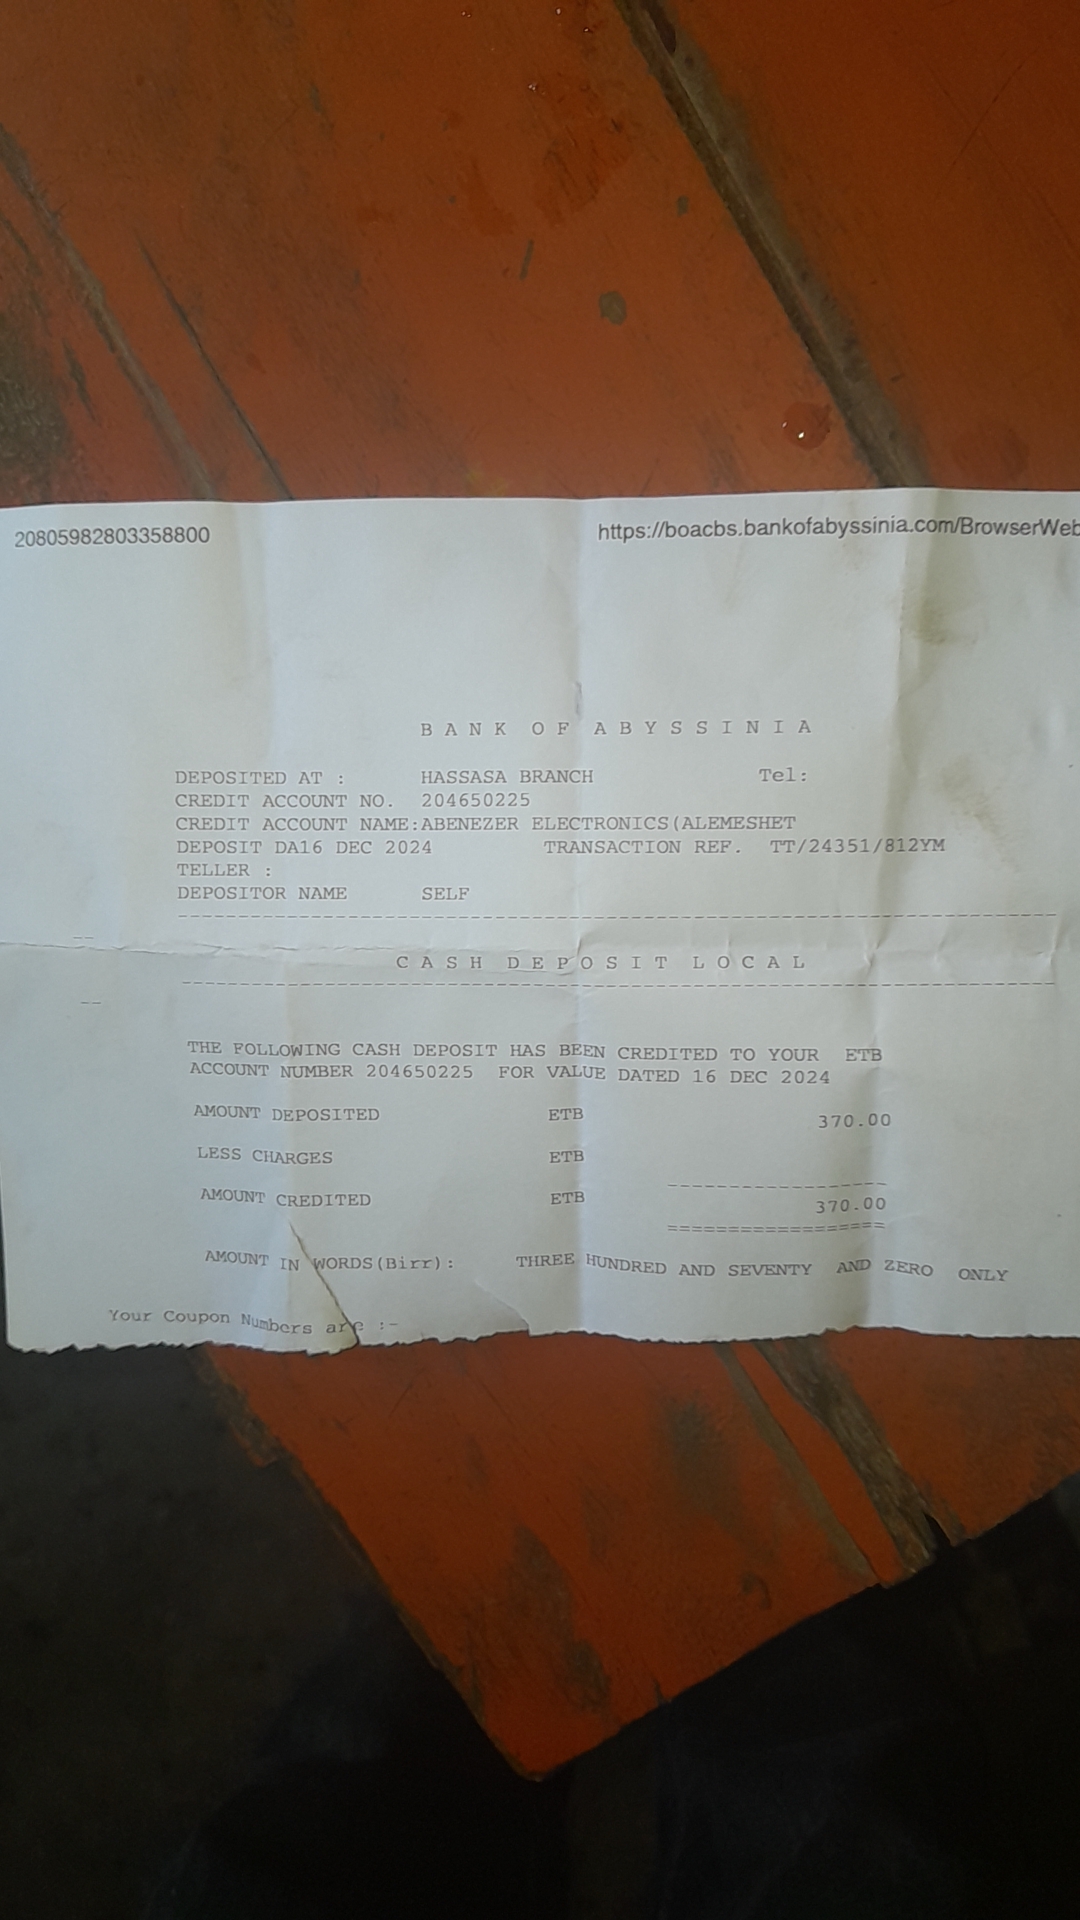 20805982803358800 https://boacbs.bankofabyssinia.com/BrowserWeb
B A N K O F A B Y S S I N I A
DEPOSITED AT : HASSASA BRANCH Tel:
CREDIT ACCOUNT NO. 204650225
CREDIT ACCOUNT NAME:ABENEZER ELECTRONICS(ALEMESHET
DEPOSIT DA16 DEC 2024 TRANSACTION REF. TT/24351/812YM
TELLER :
DEPOSITOR NAME SELF
C A S H D E P O S I T L O C A L
THE FOLLOWING CASH DEPOSIT HAS BEEN CREDITED TO YOUR ETB
ACCOUNT NUMBER 204650225 FOR VALUE DATED 16 DEC 2024
AMOUNT DEPOSITED ETB 370.00
LESS CHARGES ETB
AMOUNT CREDITED ETB 370.00
AMOUNT IN WORDS(Birr): THREE HUNDRED AND SEVENTY AND ZERO ONLY
Your Coupon Numbers are :-